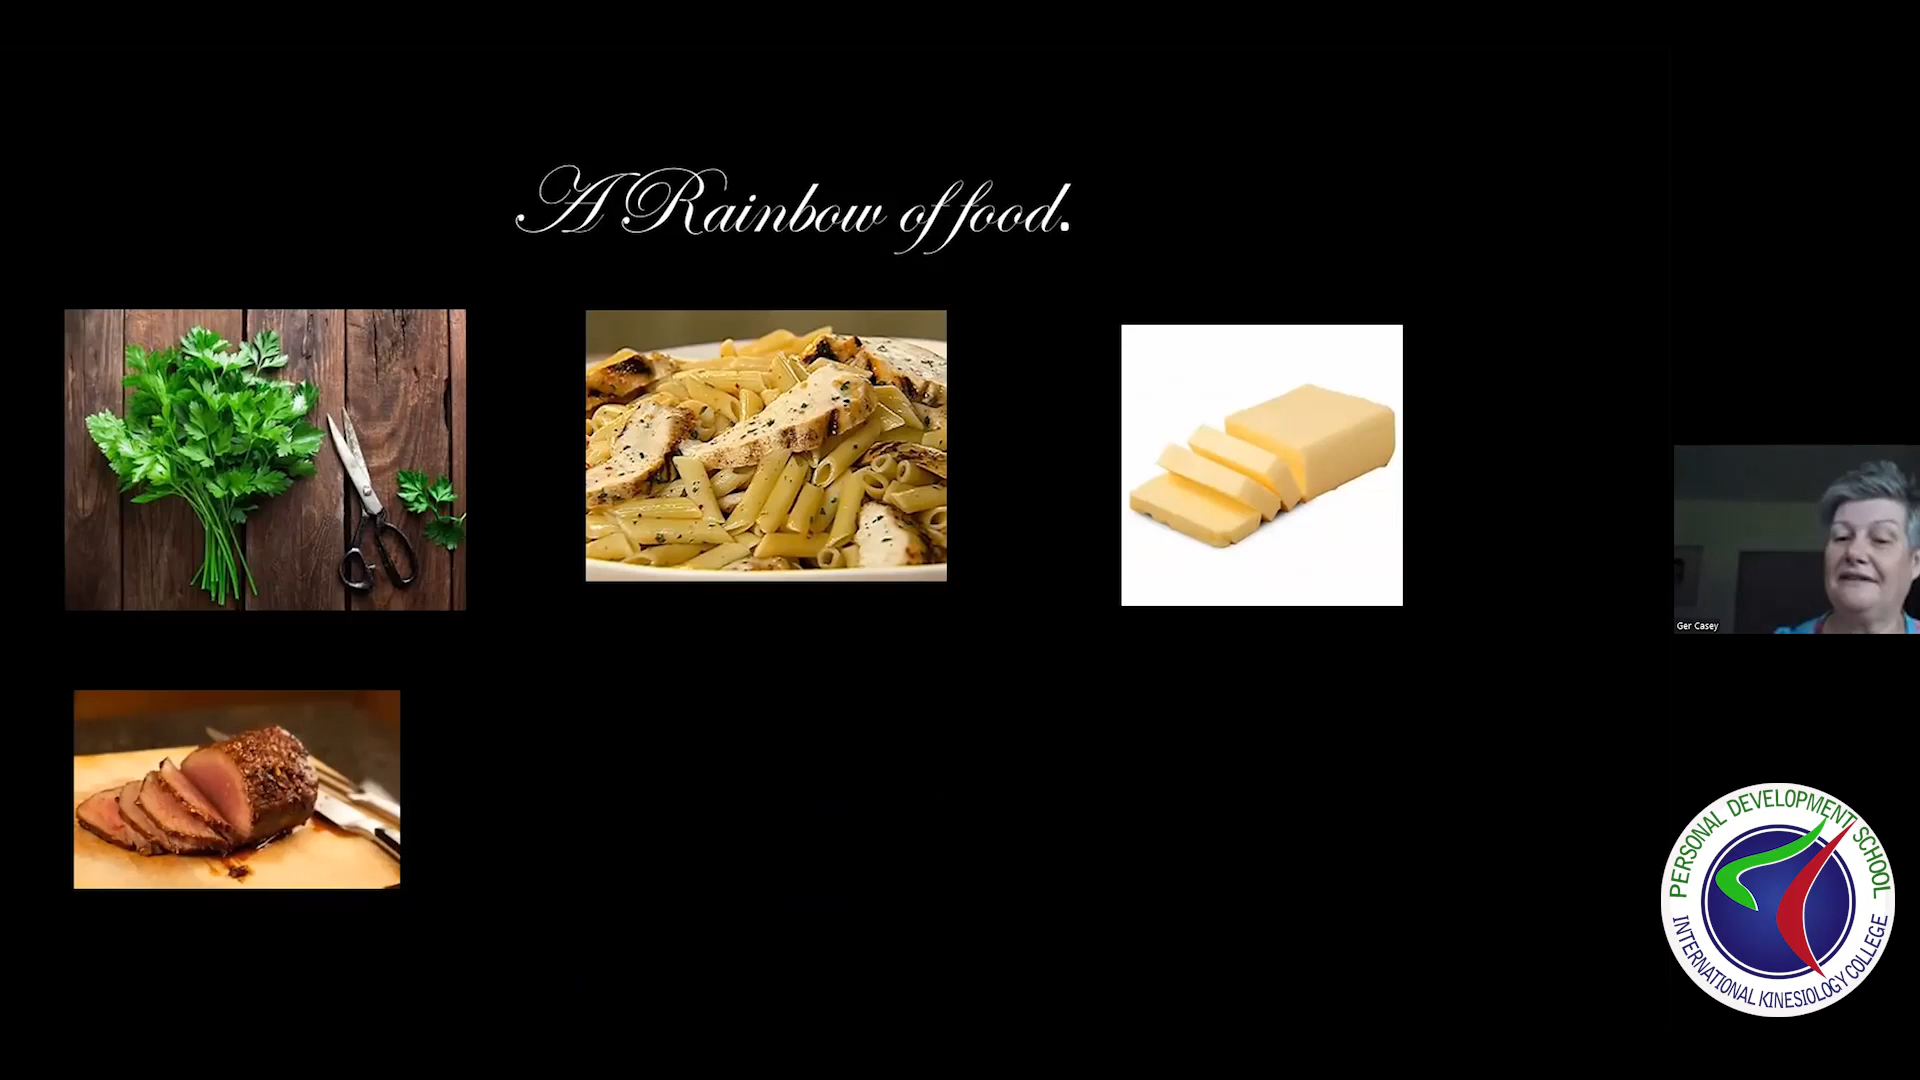 A Rainbow of food.
Ger Casey
PERSONAL DEVELOPMENT SCHOOL
INTERNATIONAL KINESIOLOGY COLLEGE